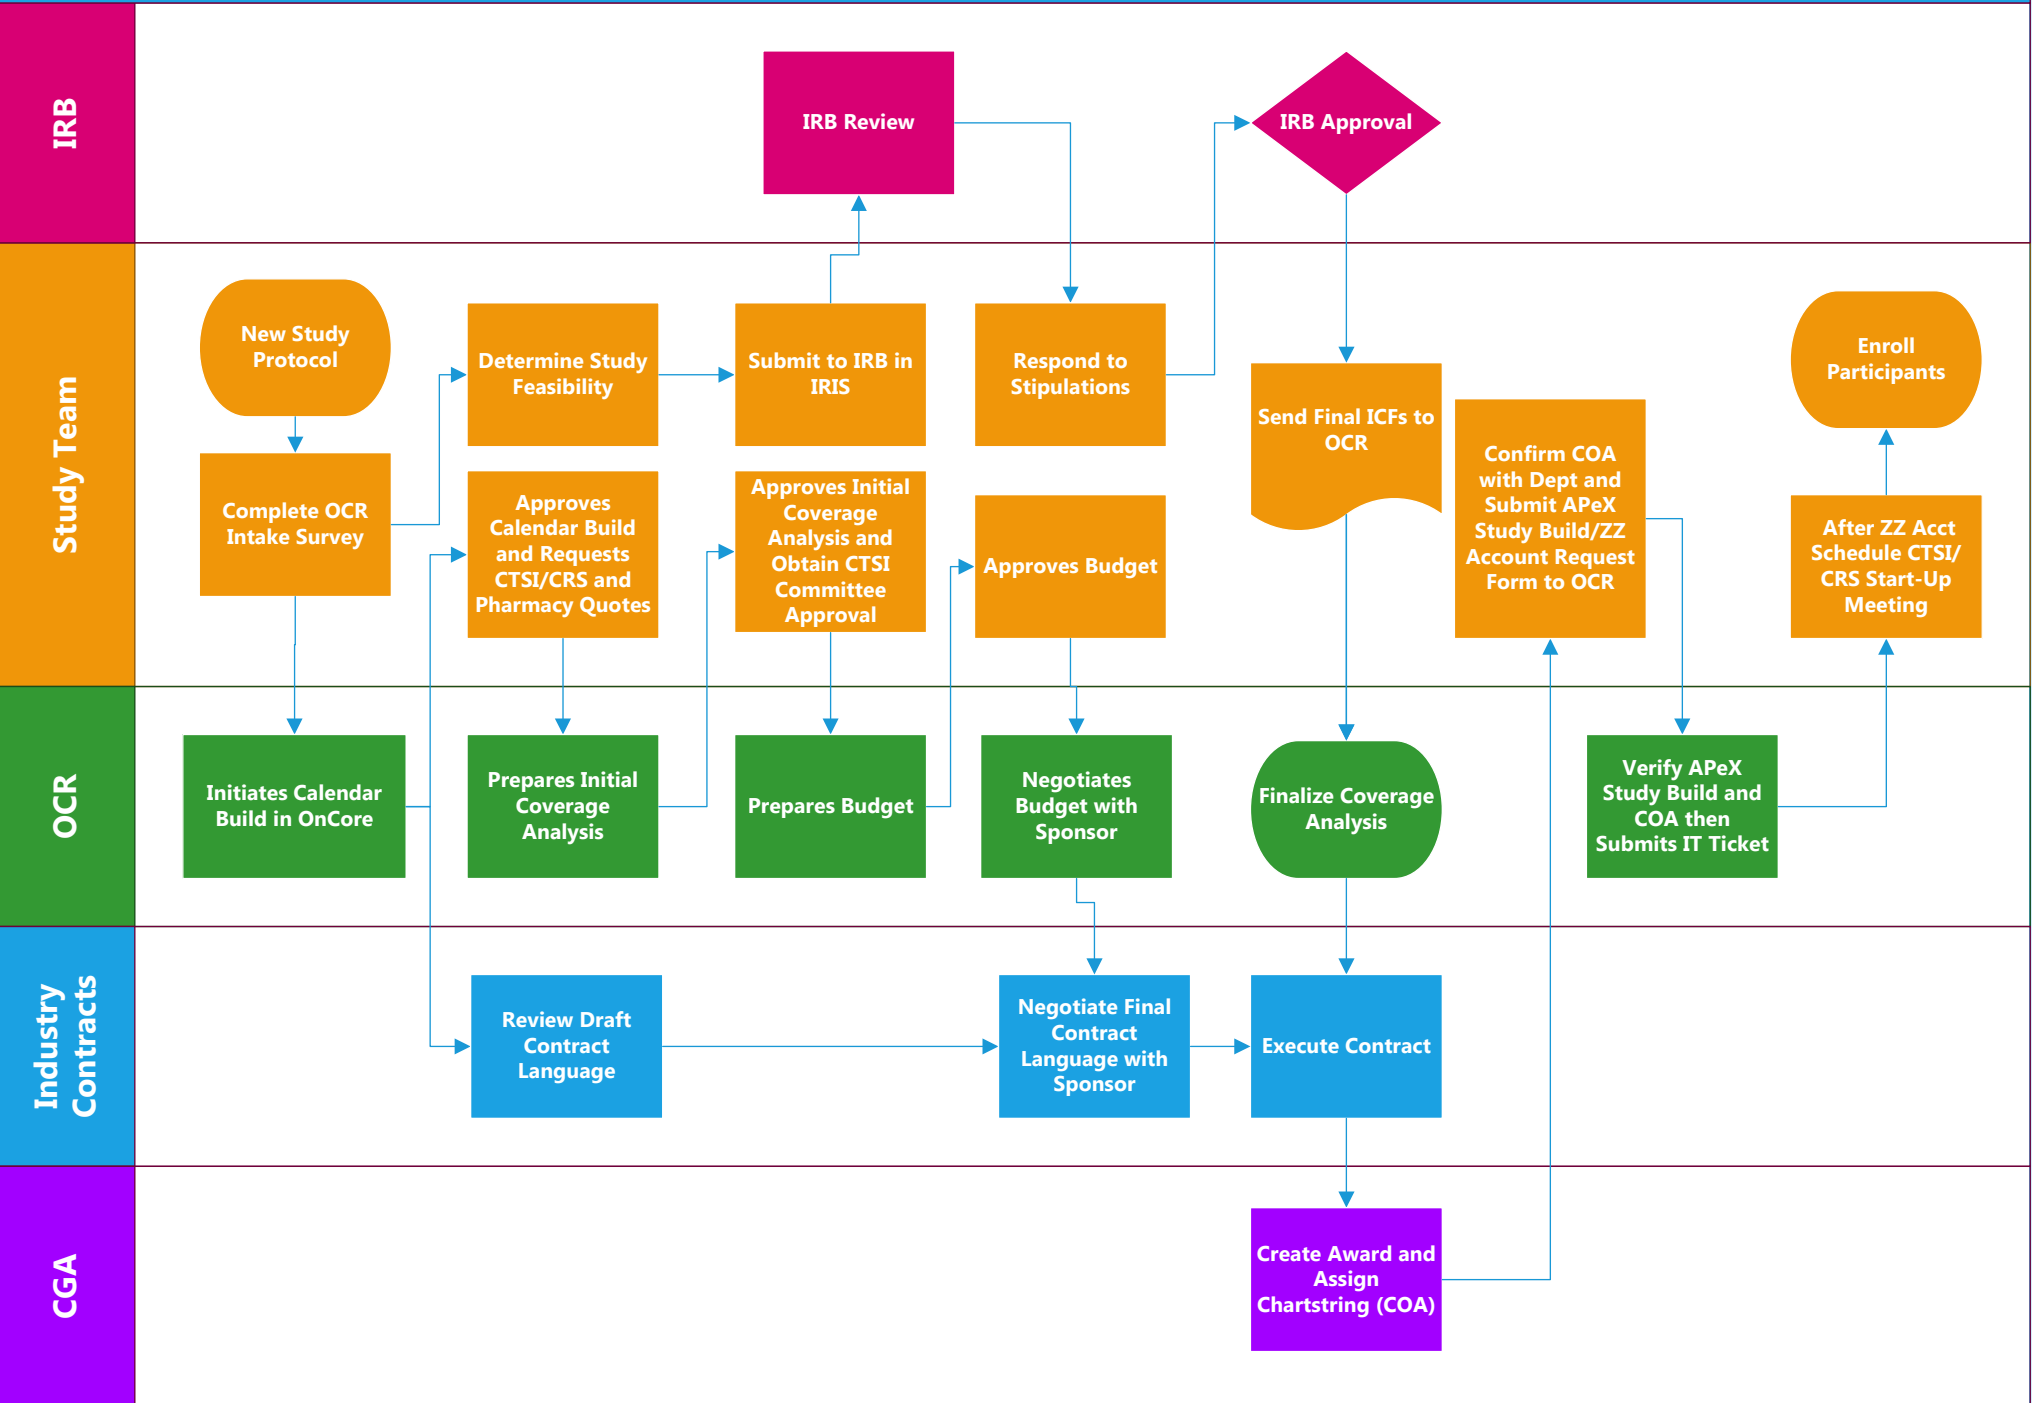 IRB
IRB Review
IRB Approval
Study Team
New Study
Protocol
Complete OCR
Intake Survey
Determine Study
Feasibility
Submit to IRB in
IRIS
Respond to
Stipulations
Approves
Calendar Build
and Requests
CTSI/CRS and
Pharmacy Quotes
Approves Initial
Coverage
Analysis and
Obtain CTSI
Committee
Approval
Approves Budget
Send Final ICFs to
OCR
Confirm COA
with Dept and
Submit APeX
Study Build/ZZ
Account Request
Form to OCR
Enroll
Participants
After ZZ Acct
Schedule CTSI/
CRS Start-Up
Meeting
OCR
Initiates Calendar
Build in OnCore
Prepares Initial
Coverage
Analysis
Prepares Budget
Negotiates
Budget with
Sponsor
Finalize Coverage
Analysis
Verify APeX
Study Build and
COA then
Submits IT Ticket
Industry
Contracts
Review Draft
Contract
Language
Negotiate Final
Contract
Language with
Sponsor
Execute Contract
CGA
Create Award and
Assign
Chartstring (COA)